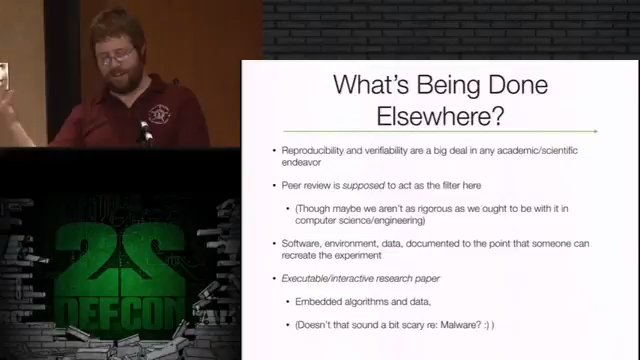 What's Being Done
Elsewhere?
• Reproducibility and verifiability are a big deal in any academic/scientific
endeavor
• Peer review is supposed to act as the filter here
• (Though maybe we aren't as rigorous as we ought to be with it in
computer science/engineering)
• Software, environment, data, documented to the point that someone can
recreate the experiment
• Executable/interactive research paper
• Embedded algorithms and data,
• (Doesn't that sound a bit scary re: Malware? :) )
25
DEFCON